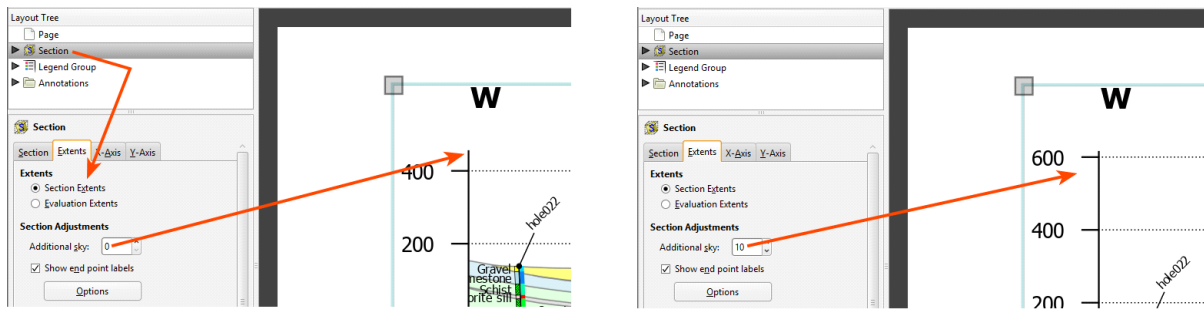 Layout Tree
Page
Section
Legend Group
Annotations
Section
Section Extents X-Axis Y-Axis
Extents
Section Extents
Evaluation Extents
Section Adjustments
Additional sky: 0
Show end point labels
Options
W
400
200
hole022
Gravel
nestone
Schist
orite sill
Layout Tree
Page
Section
Legend Group
Annotations
Section
Section Extents X-Axis Y-Axis
Extents
Section Extents
Evaluation Extents
Section Adjustments
Additional sky: 10
Show end point labels
Options
W
600
400
200
hole022